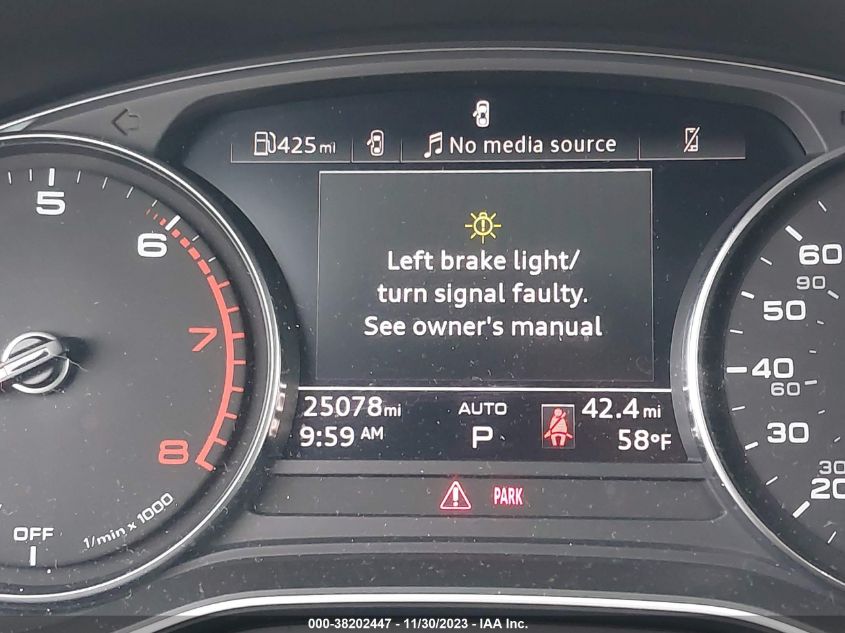 425 mi
No media source
Left brake light/
turn signal faulty.
See owner's manual
25078mi AUTO 42.4 mi
9:59 AM P 58°F
PARK
5
6
7
8
1/min x 1000
OFF
60
90
50
40
60
30
30
20
000-38202447 - 11/30/2023 - IAA Inc.